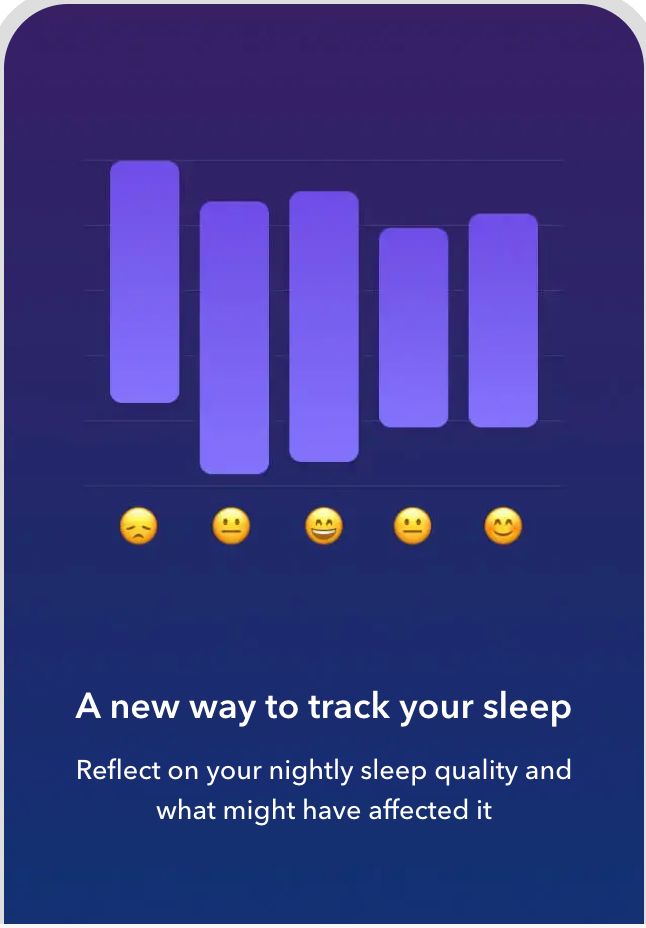 A new way to track your sleep
Reflect on your nightly sleep quality and
what might have affected it